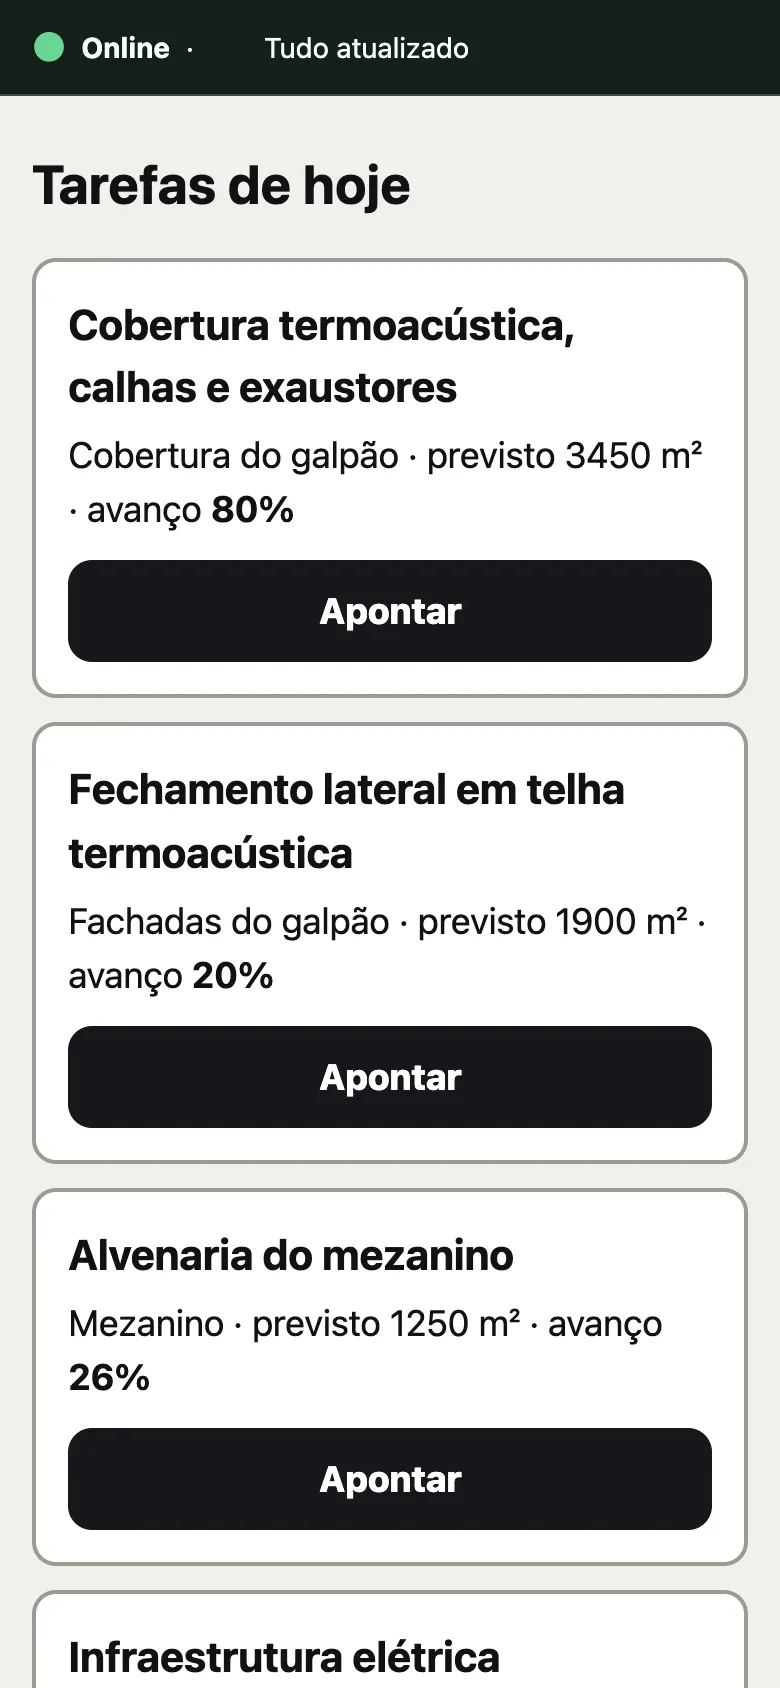 Online · Tudo atualizado
Tarefas de hoje
Cobertura termoacústica,
calhas e exaustores
Cobertura do galpão · previsto 3450 m²
· avanço 80%
Apontar
Fechamento lateral em telha
termoacústica
Fachadas do galpão · previsto 1900 m² ·
avanço 20%
Apontar
Alvenaria do mezanino
Mezanino · previsto 1250 m² · avanço
26%
Apontar
Infraestrutura elétrica